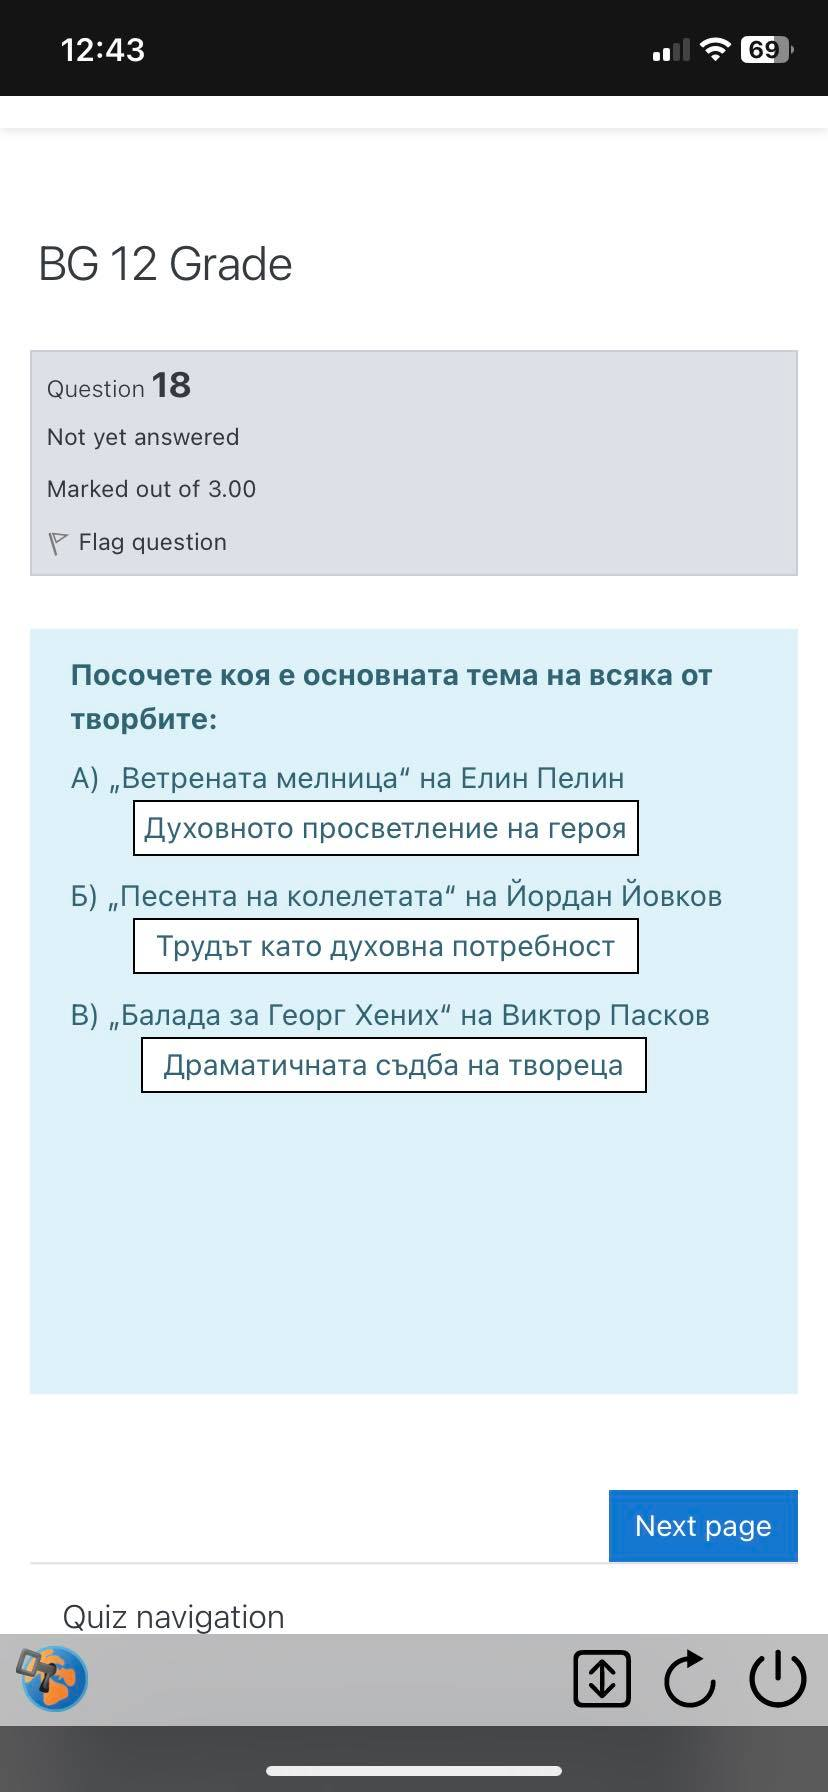 12:43
69
BG 12 Grade
Question 18
Not yet answered
Marked out of 3.00
Flag question
Посочете коя е основната тема на всяка от
творбите:
А) „Ветрената мелница“ на Елин Пелин
Духовното просветление на героя
Б) „Песента на колелетата“ на Йордан Йовков
Трудът като духовна потребност
В) „Балада за Георг Хених“ на Виктор Пасков
Драматичната съдба на твореца
Next page
Quiz navigation